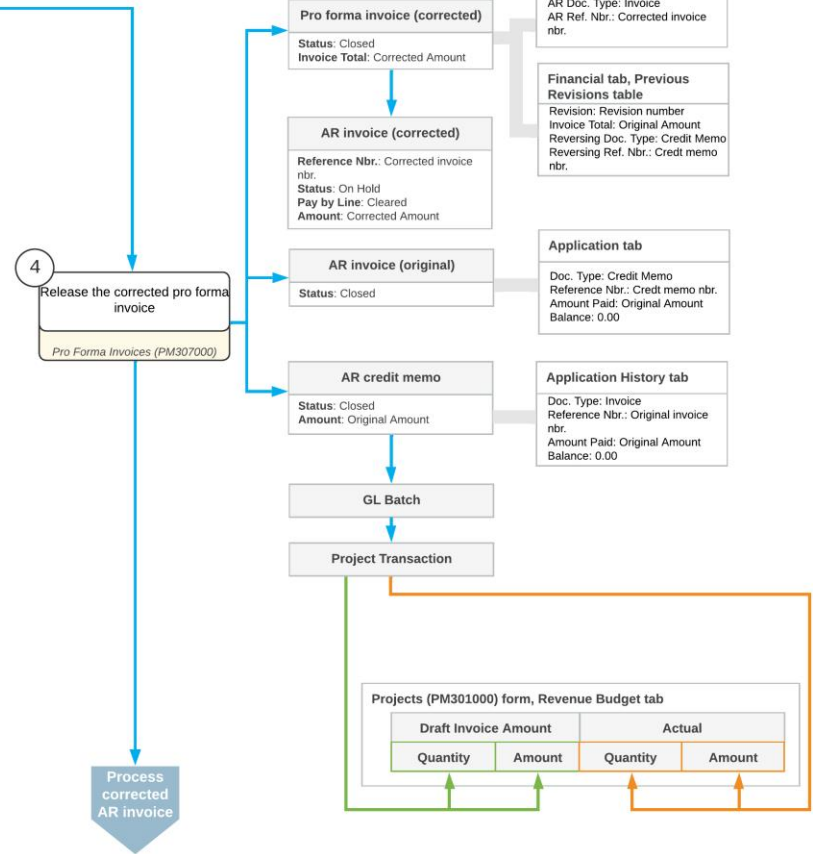 Pro forma invoice (corrected)
Status: Closed
Invoice Total: Corrected Amount
AR Doc. Type: Invoice
AR Ref. Nbr.: Corrected invoice
nbr.
Financial tab, Previous
Revisions table
Revision: Revision number
Invoice Total: Original Amount
Reversing Doc. Type: Credit Memo
Reversing Ref. Nbr.: Credt memo
nbr.
AR invoice (corrected)
Reference Nbr.: Corrected invoice
nbr.
Status: On Hold
Pay by Line: Cleared
Amount: Corrected Amount
4
Release the corrected pro forma
invoice
Pro Forma Invoices (PM307000)
AR invoice (original)
Status: Closed
Application tab
Doc. Type: Credit Memo
Reference Nbr.: Credt memo nbr.
Amount Paid: Original Amount
Balance: 0.00
AR credit memo
Status: Closed
Amount: Original Amount
Application History tab
Doc. Type: Invoice
Reference Nbr.: Original invoice
nbr.
Amount Paid: Original Amount
Balance: 0.00
GL Batch
Project Transaction
Projects (PM301000) form, Revenue Budget tab
Draft Invoice Amount Actual
Quantity Amount Quantity Amount
Process
corrected
AR invoice